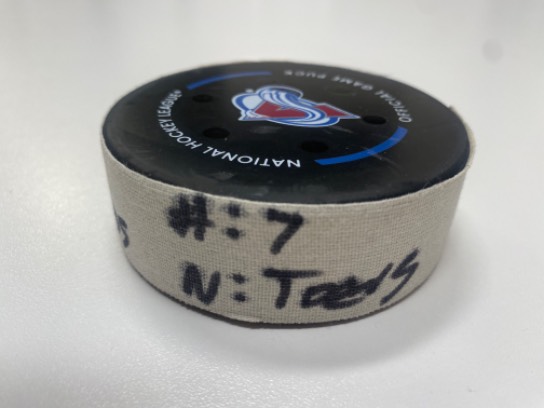 OFFICIAL GAME PUCK
NATIONAL HOCKEY LEAGUE®
#: 7
N: Toews